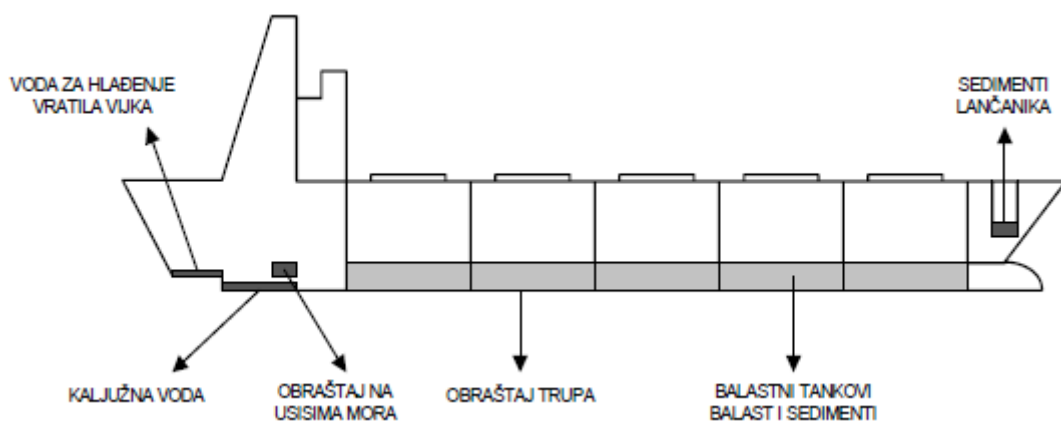 VODA ZA HLAĐENJE
VRATILA VIJKA
SEDIMENTI
LANČANIKA
KALJUŽNA VODA
OBRAŠTAJ NA
USISIMA MORA
OBRAŠTAJ TRUPA
BALASTNI TANKOVI
BALAST I SEDIMENTI